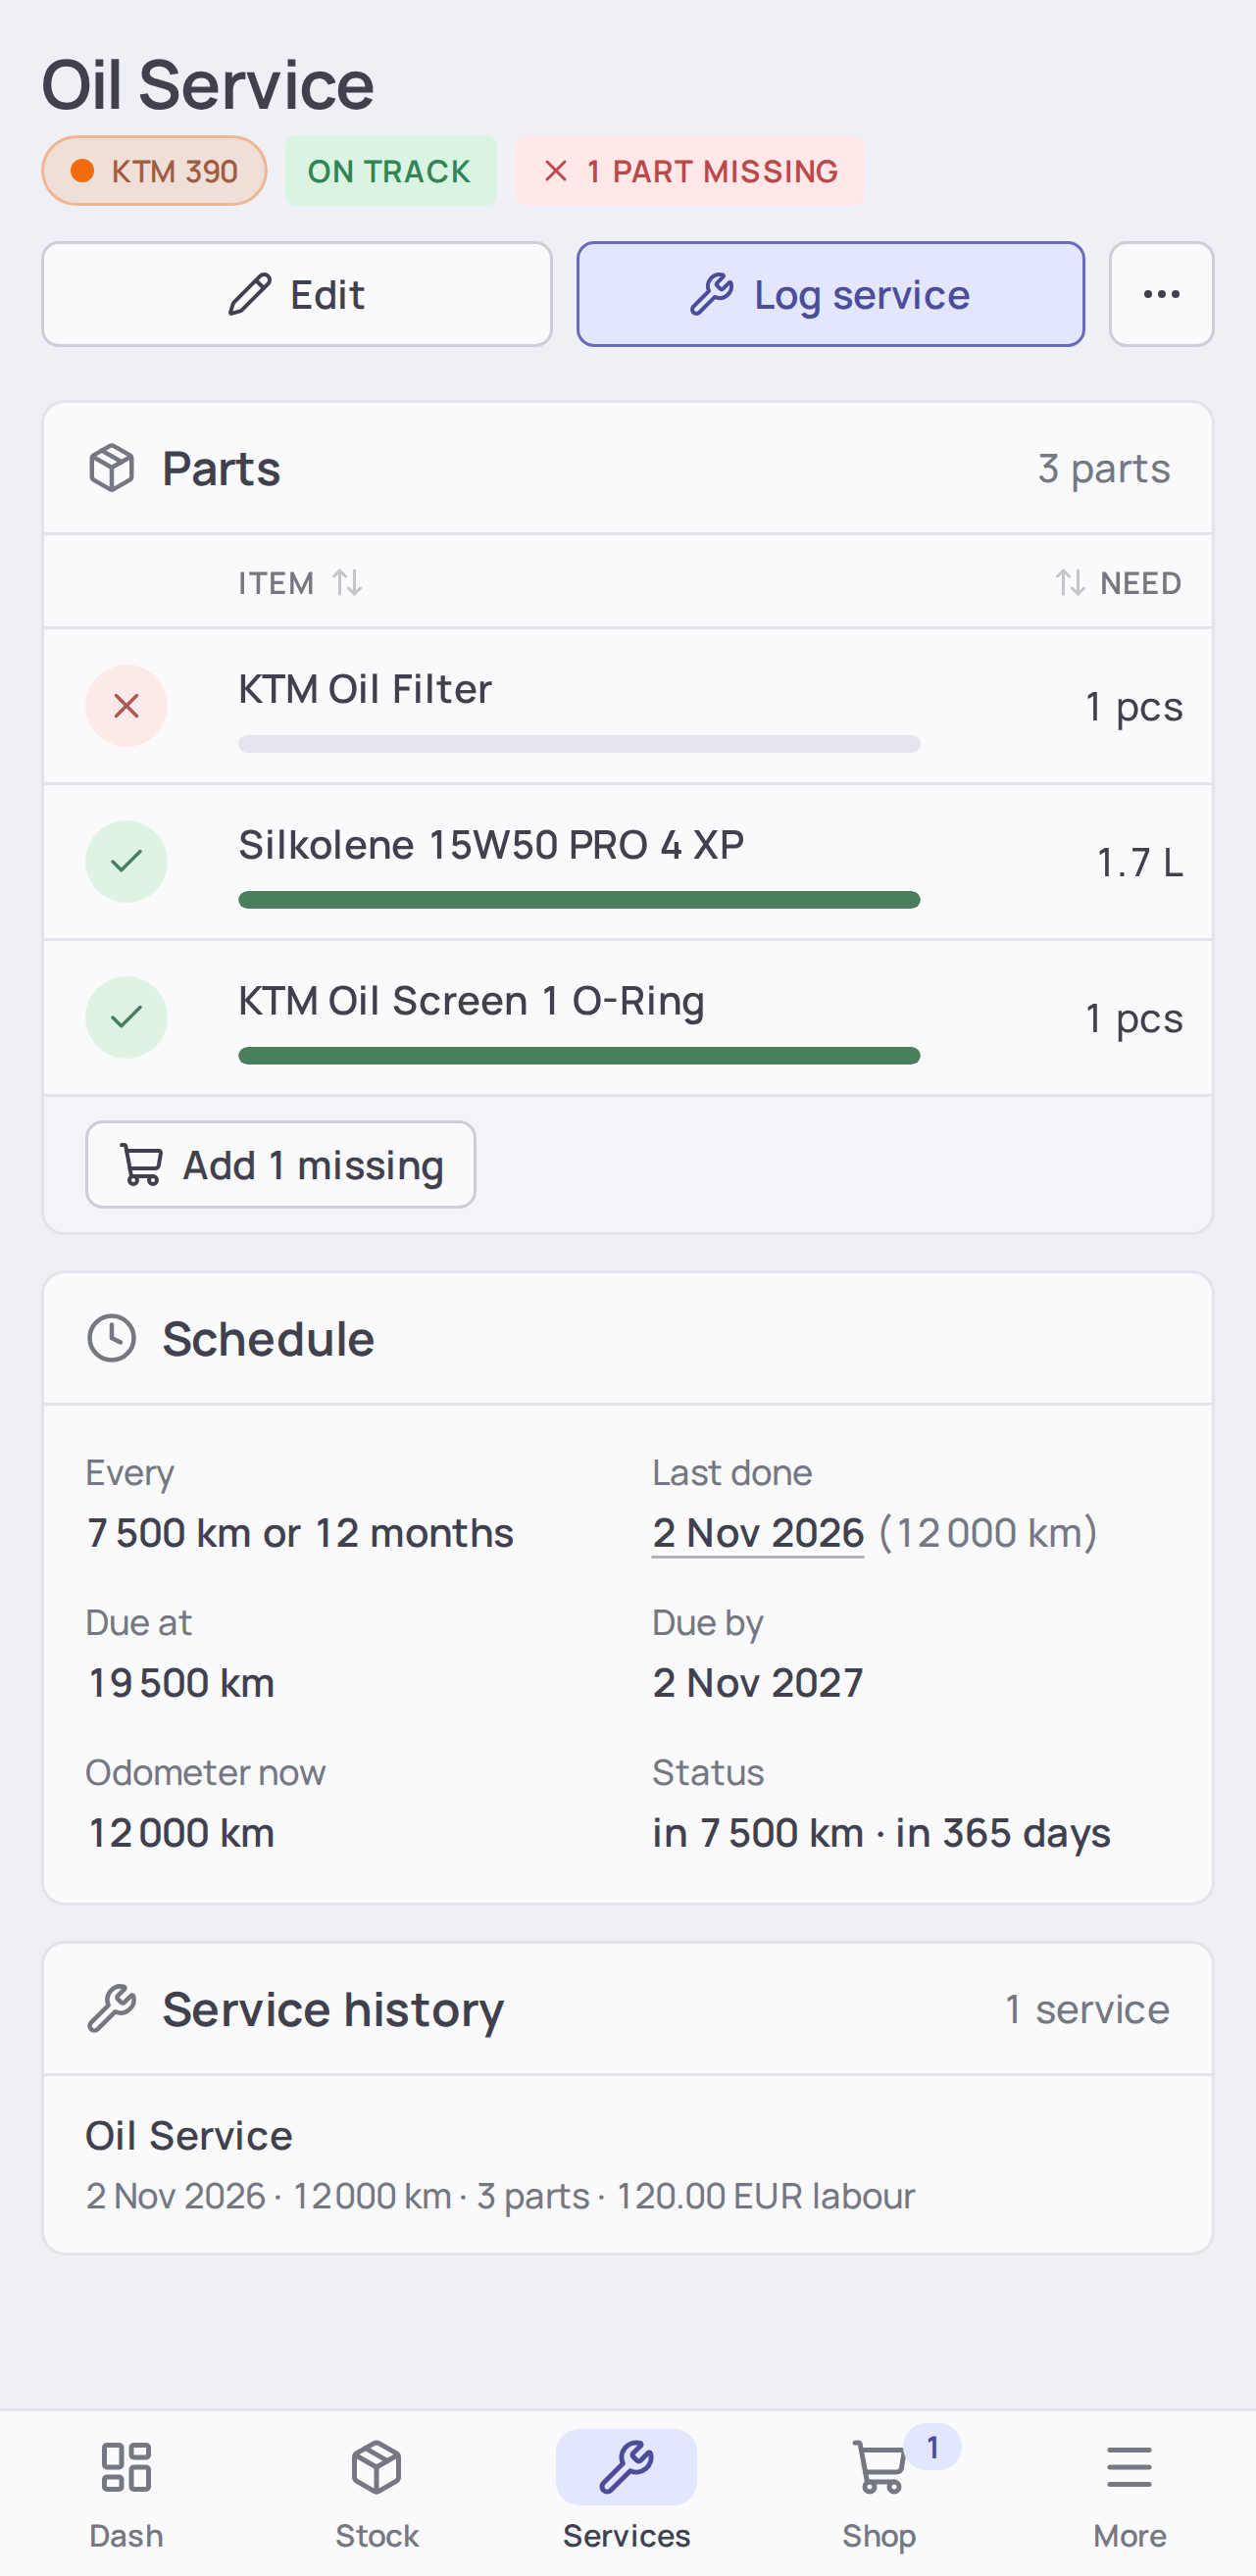 Oil Service
KTM 390 ON TRACK 1 PART MISSING
Edit Log service
Parts 3 parts
ITEM NEED
KTM Oil Filter 1 pcs
Silkolene 15W50 PRO 4 XP 1.7 L
KTM Oil Screen 1 O-Ring 1 pcs
Add 1 missing
Schedule
Every Last done
7 500 km or 12 months 2 Nov 2026 (12 000 km)
Due at Due by
19 500 km 2 Nov 2027
Odometer now Status
12 000 km in 7 500 km · in 365 days
Service history 1 service
Oil Service
2 Nov 2026 · 12 000 km · 3 parts · 120.00 EUR labour
1
Dash Stock Services Shop More